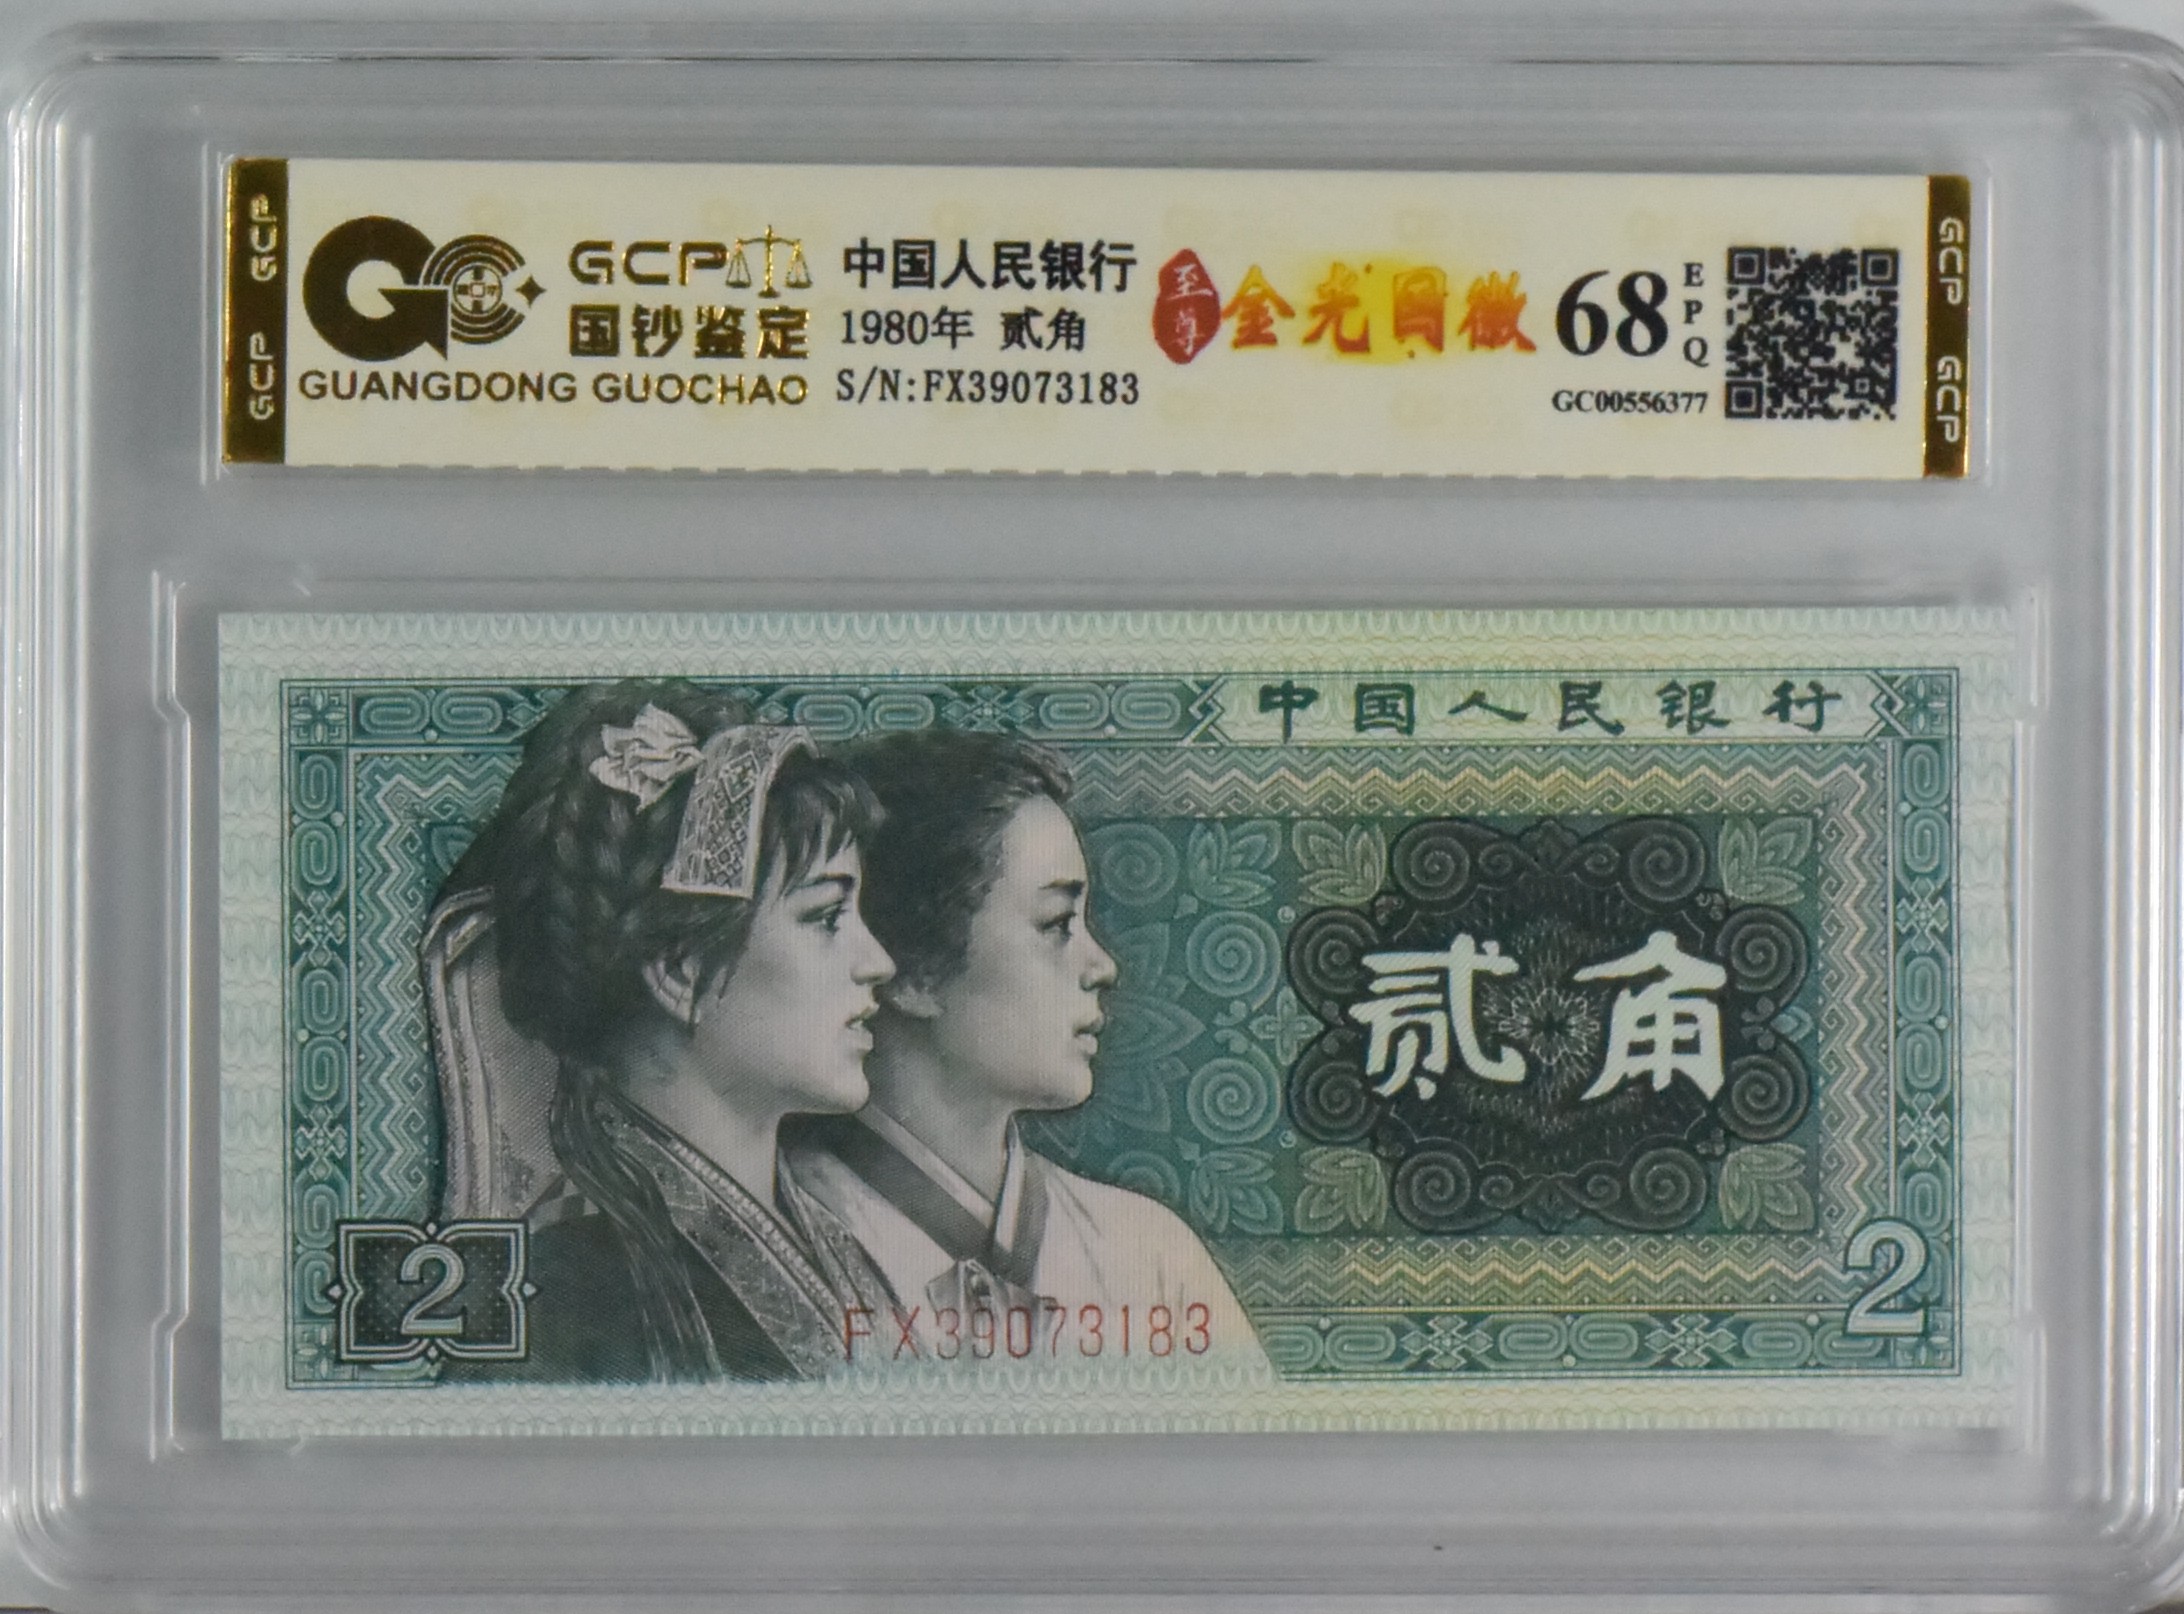 GCP GCP
GCP
国钞鉴定
GUANGDONG GUOCHAO
中国人民银行
1980年 贰角
S/N:FX39073183
至尊
金光国徽
68
EPQ
GC00556377
GCP GCP
中国人民银行
贰角
2
FX39073183
2